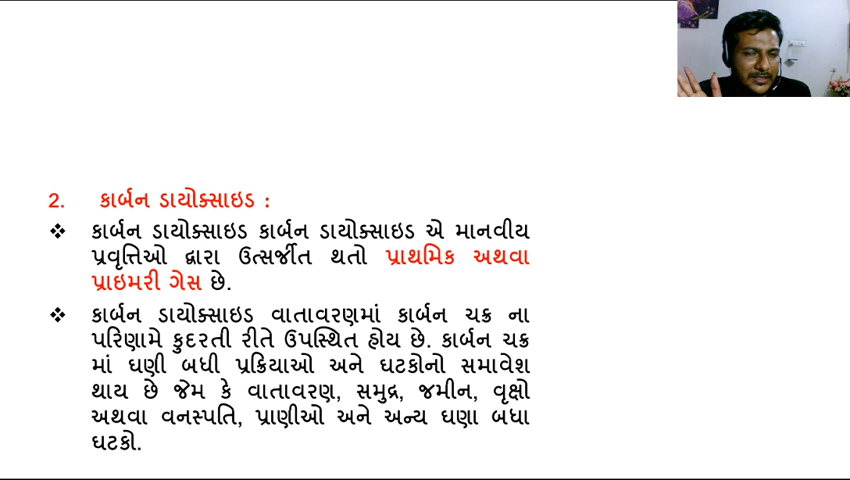 2. કાર્બન ડાયોક્સાઇડ :
❖ કાર્બન ડાયોક્સાઇડ કાર્બન ડાયોક્સાઇડ એ માનવીય
પ્રવૃત્તિઓ દ્વારા ઉત્સર્જીત થતો પ્રાથમિક અથવા
પ્રાઇમરી ગેસ છે.
❖ કાર્બન ડાયોક્સાઇડ વાતાવરણમાં કાર્બન ચક્ર ના
પરિણામે કુદરતી રીતે ઉપસ્થિત હોય છે. કાર્બન ચક્ર
માં ઘણી બધી પ્રક્રિયાઓ અને ઘટકોનો સમાવેશ
થાય છે જેમ કે વાતાવરણ, સમુદ્ર, જમીન, વૃક્ષો
અથવા વનસ્પતિ, પ્રાણીઓ અને અન્ય ઘણા બધા
ઘટકો.